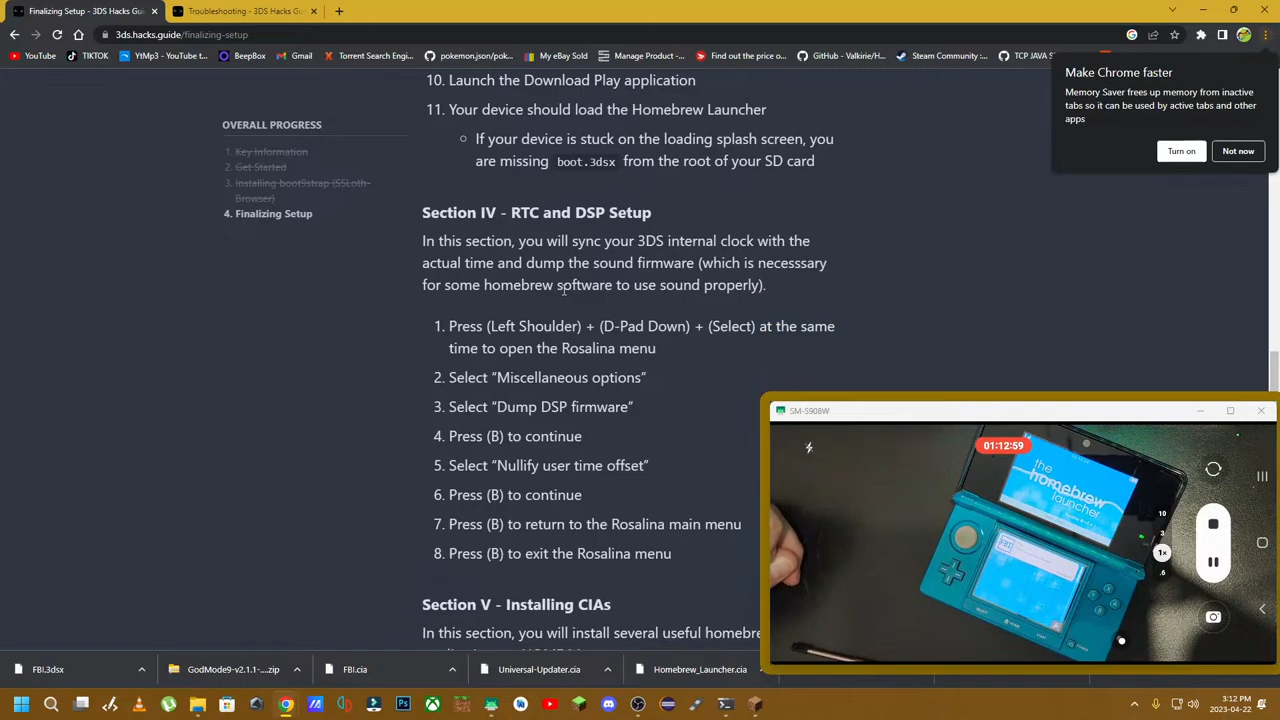 Finalizing Setup - 3DS Hacks Gui
Troubleshooting - 3DS Hacks Guid
3ds.hacks.guide/finalizing-setup
YouTube
TIKTOK
YtMp3 - YouTube to...
BeepBox
Gmail
Torrent Search Engin...
pokemon.json/Gener...
My eBay Sold
Manage Product -...
Find out the price o...
GitHub - Valkirie/H...
Steam Community ...
TCP JAVA S...
Make Chrome faster
Memory Saver frees up memory from inactive
tabs so it can be used by active tabs and other
apps
Turn on
Not now
OVERALL PROGRESS
1. Key Information
2. Get Started
3. Installing boot9strap (SSLoth-
Browser)
4. Finalizing Setup
10. Launch the Download Play application
11. Your device should load the Homebrew Launcher
If your device is stuck on the loading splash screen, you
are missing boot.3dsx from the root of your SD card
Section IV - RTC and DSP Setup
In this section, you will sync your 3DS internal clock with the
actual time and dump the sound firmware (which is necesssary
for some homebrew software to use sound properly).
1. Press (Left Shoulder) + (D-Pad Down) + (Select) at the same
time to open the Rosalina menu
2. Select “Miscellaneous options”
3. Select “Dump DSP firmware”
4. Press (B) to continue
5. Select “Nullify user time offset”
6. Press (B) to continue
7. Press (B) to return to the Rosalina main menu
8. Press (B) to exit the Rosalina menu
Section V - Installing CIAs
In this section, you will install several useful homebre
SM-S908W
01:12:59
the
homebrew
launcher
10
3
1x
.6
FBI.3dsx
GodMode9-v2.1.1-....zip
FBI.cia
Universal-Updater.cia
Homebrew_Launcher.cia
3:12 PM
2023-04-22